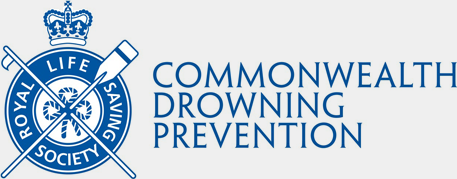 ROYAL LIFE SAVING SOCIETY
COMMONWEALTH
DROWNING
PREVENTION